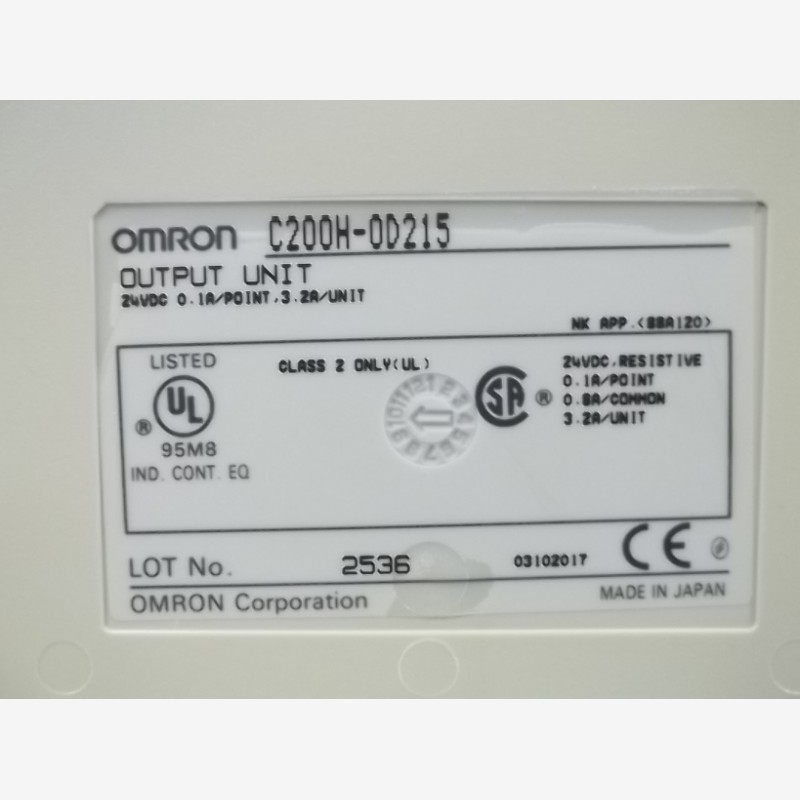 OMRON C200H-OD215
OUTPUT UNIT
24VDC 0.1A/POINT,3.2A/UNIT
NK APP.(88A120)
LISTED
UL
®
95M8
IND. CONT. EQ
CLASS 2 ONLY(UL)
SA ®
24VDC,RESISTIVE
0.1A/POINT
0.8A/COMMON
3.2A/UNIT
LOT No. 2536 03102017 CE
OMRON Corporation MADE IN JAPAN